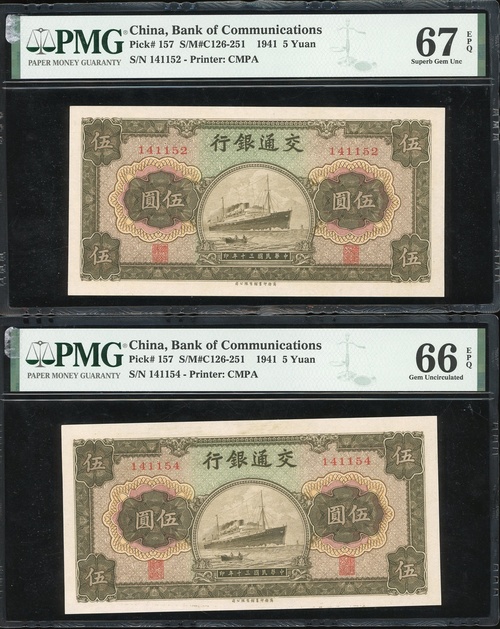 PMG
PAPER MONEY GUARANTY
China, Bank of Communications
Pick# 157 S/M#C126-251 1941 5 Yuan
S/N 141152 - Printer: CMPA
67 EPQ
Superb Gem Unc
伍 伍
行銀通交
141152 141152
圓伍 圓伍
伍 伍
印年十三國民華中
PMG
PAPER MONEY GUARANTY
China, Bank of Communications
Pick# 157 S/M#C126-251 1941 5 Yuan
S/N 141154 - Printer: CMPA
66 EPQ
Gem Uncirculated
伍 伍
行銀通交
141154 141154
圓伍 圓伍
伍 伍
印年十三國民華中